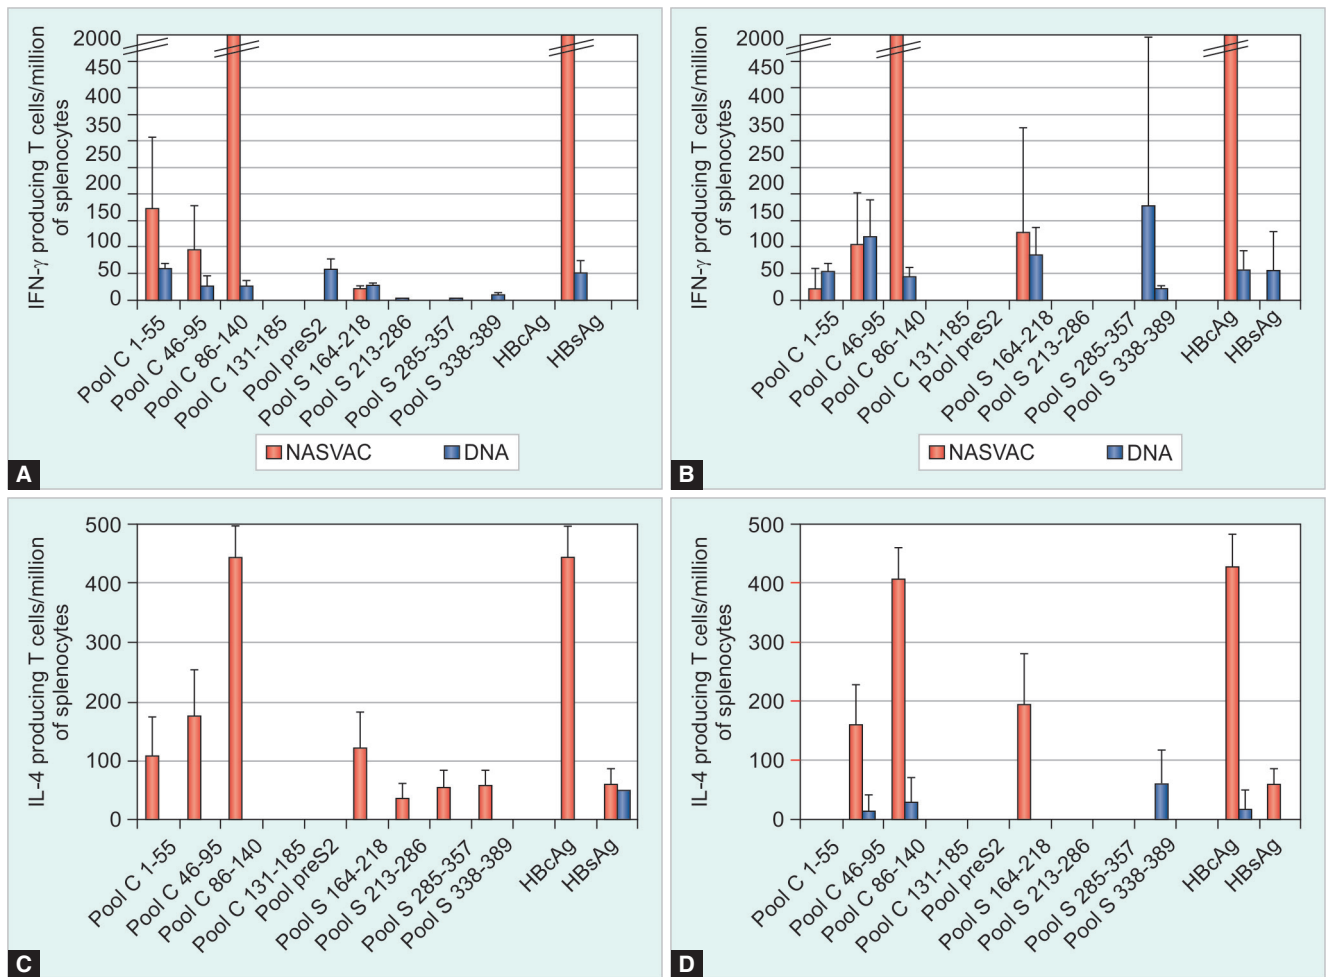 IFN-γ producing T cells/million
of splenocytes
2000
450
400
350
300
250
200
150
100
50
0
Pool C 1-55
Pool C 46-95
Pool C 86-140
Pool C 131-185
Pool preS2
Pool S 164-218
Pool S 213-286
Pool S 285-357
Pool S 338-389
HBcAg
HBsAg
NASVAC DNA
A
IFN-γ producing T cells/million
of splenocytes
2000
450
400
350
300
250
200
150
100
50
0
Pool C 1-55
Pool C 46-95
Pool C 86-140
Pool C 131-185
Pool preS2
Pool S 164-218
Pool S 213-286
Pool S 285-357
Pool S 338-389
HBcAg
HBsAg
NASVAC DNA
B
IL-4 producing T cells/million
of splenocytes
500
400
300
200
100
0
Pool C 1-55
Pool C 46-95
Pool C 86-140
Pool C 131-185
Pool preS2
Pool S 164-218
Pool S 213-286
Pool S 285-357
Pool S 338-389
HBcAg
HBsAg
C
IL-4 producing T cells/million
of splenocytes
500
400
300
200
100
0
Pool C 1-55
Pool C 46-95
Pool C 86-140
Pool C 131-185
Pool preS2
Pool S 164-218
Pool S 213-286
Pool S 285-357
Pool S 338-389
HBcAg
HBsAg
D